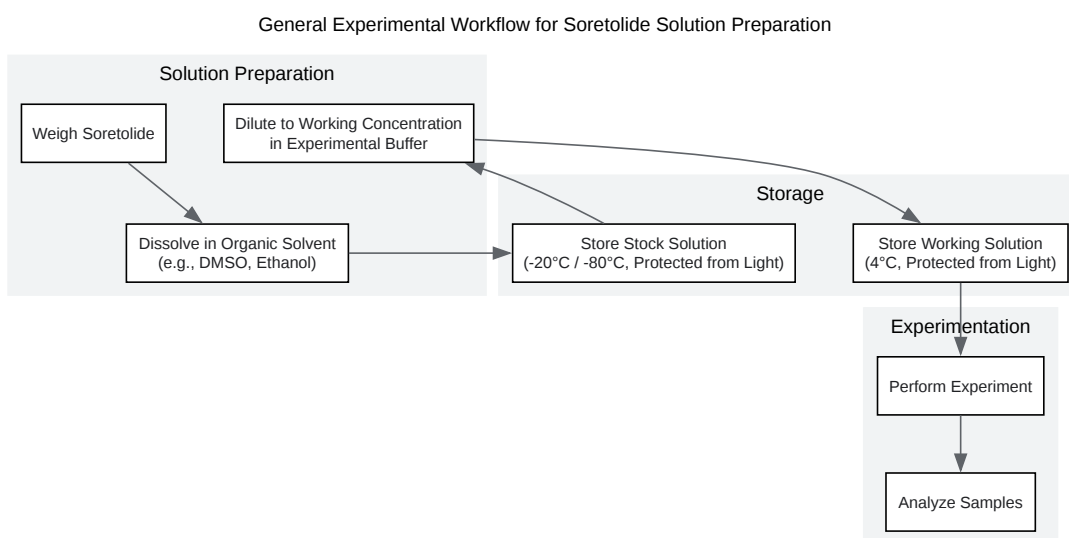 General Experimental Workflow for Soretolide Solution Preparation
Solution Preparation
Weigh Soretolide
Dilute to Working Concentration
in Experimental Buffer
Dissolve in Organic Solvent
(e.g., DMSO, Ethanol)
Storage
Store Stock Solution
(-20°C / -80°C, Protected from Light)
Store Working Solution
(4°C, Protected from Light)
Experimentation
Perform Experiment
Analyze Samples